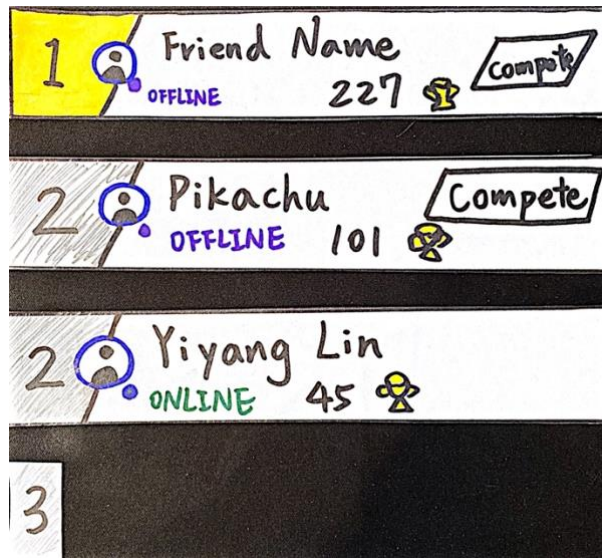 1 Friend Name Compete
OFFLINE 227
2 Pikachu Compete
OFFLINE 101
2 Yiyang Lin
ONLINE 45
3